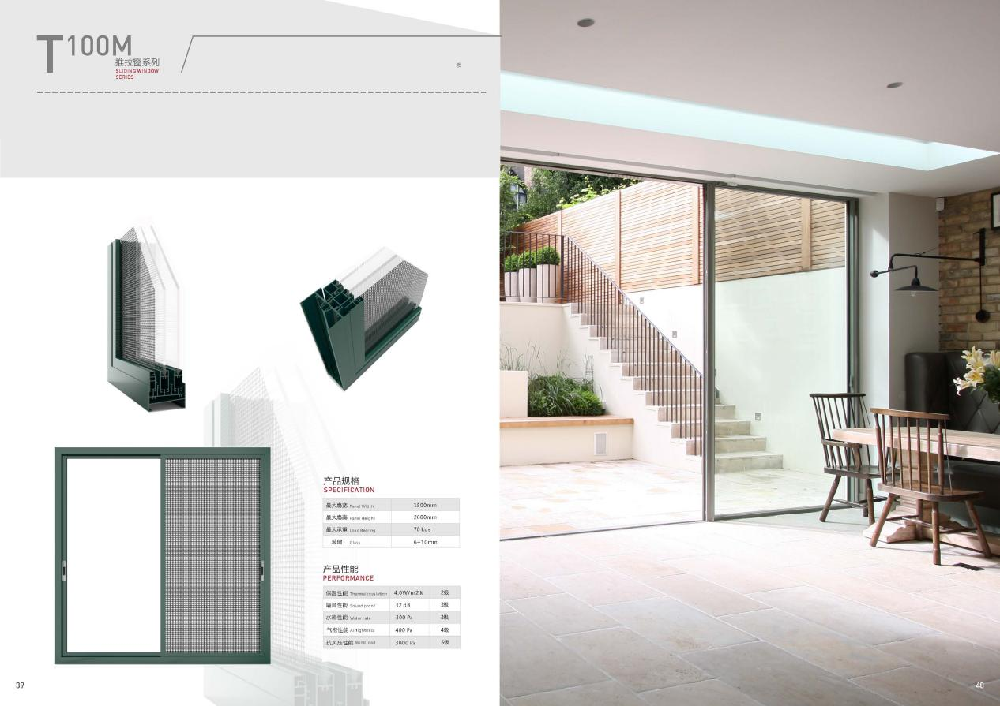 T100M
推拉窗系列
SLIDING WINDOW
SERIES
产品规格
SPECIFICATION
最大扇宽 Panel Width 1500mm
最大扇高 Panel Height 2600mm
最大承重 Load Bearing 70 kgs
玻璃 Glass 6-10mm
产品性能
PERFORMANCE
保温性能 Thermal insulation 4.0W/m2.k 2级
隔音性能 Sound proof 32 dB 3级
水密性能 Water rate 300 Pa 3级
气密性能 Airtightness 400 Pa 4级
抗风压性能 Wind load 3000 Pa 5级
39
40